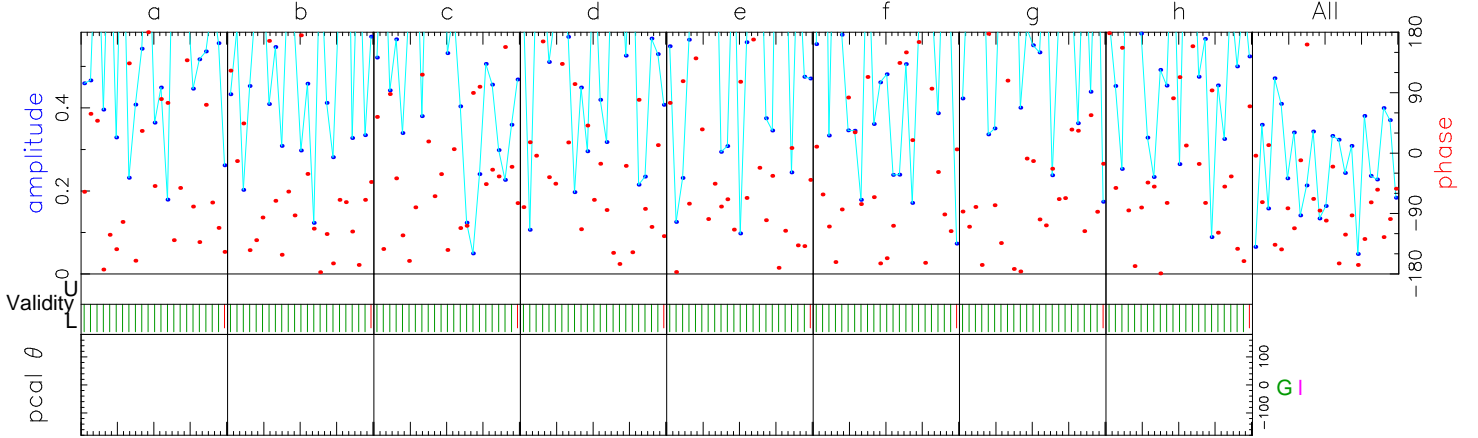 a b c d e f g h All
amplitude
0 0.2 0.4
phase
−180 −90 0 90 180
Validity
U
L
pcal θ
−100 0 100
G I